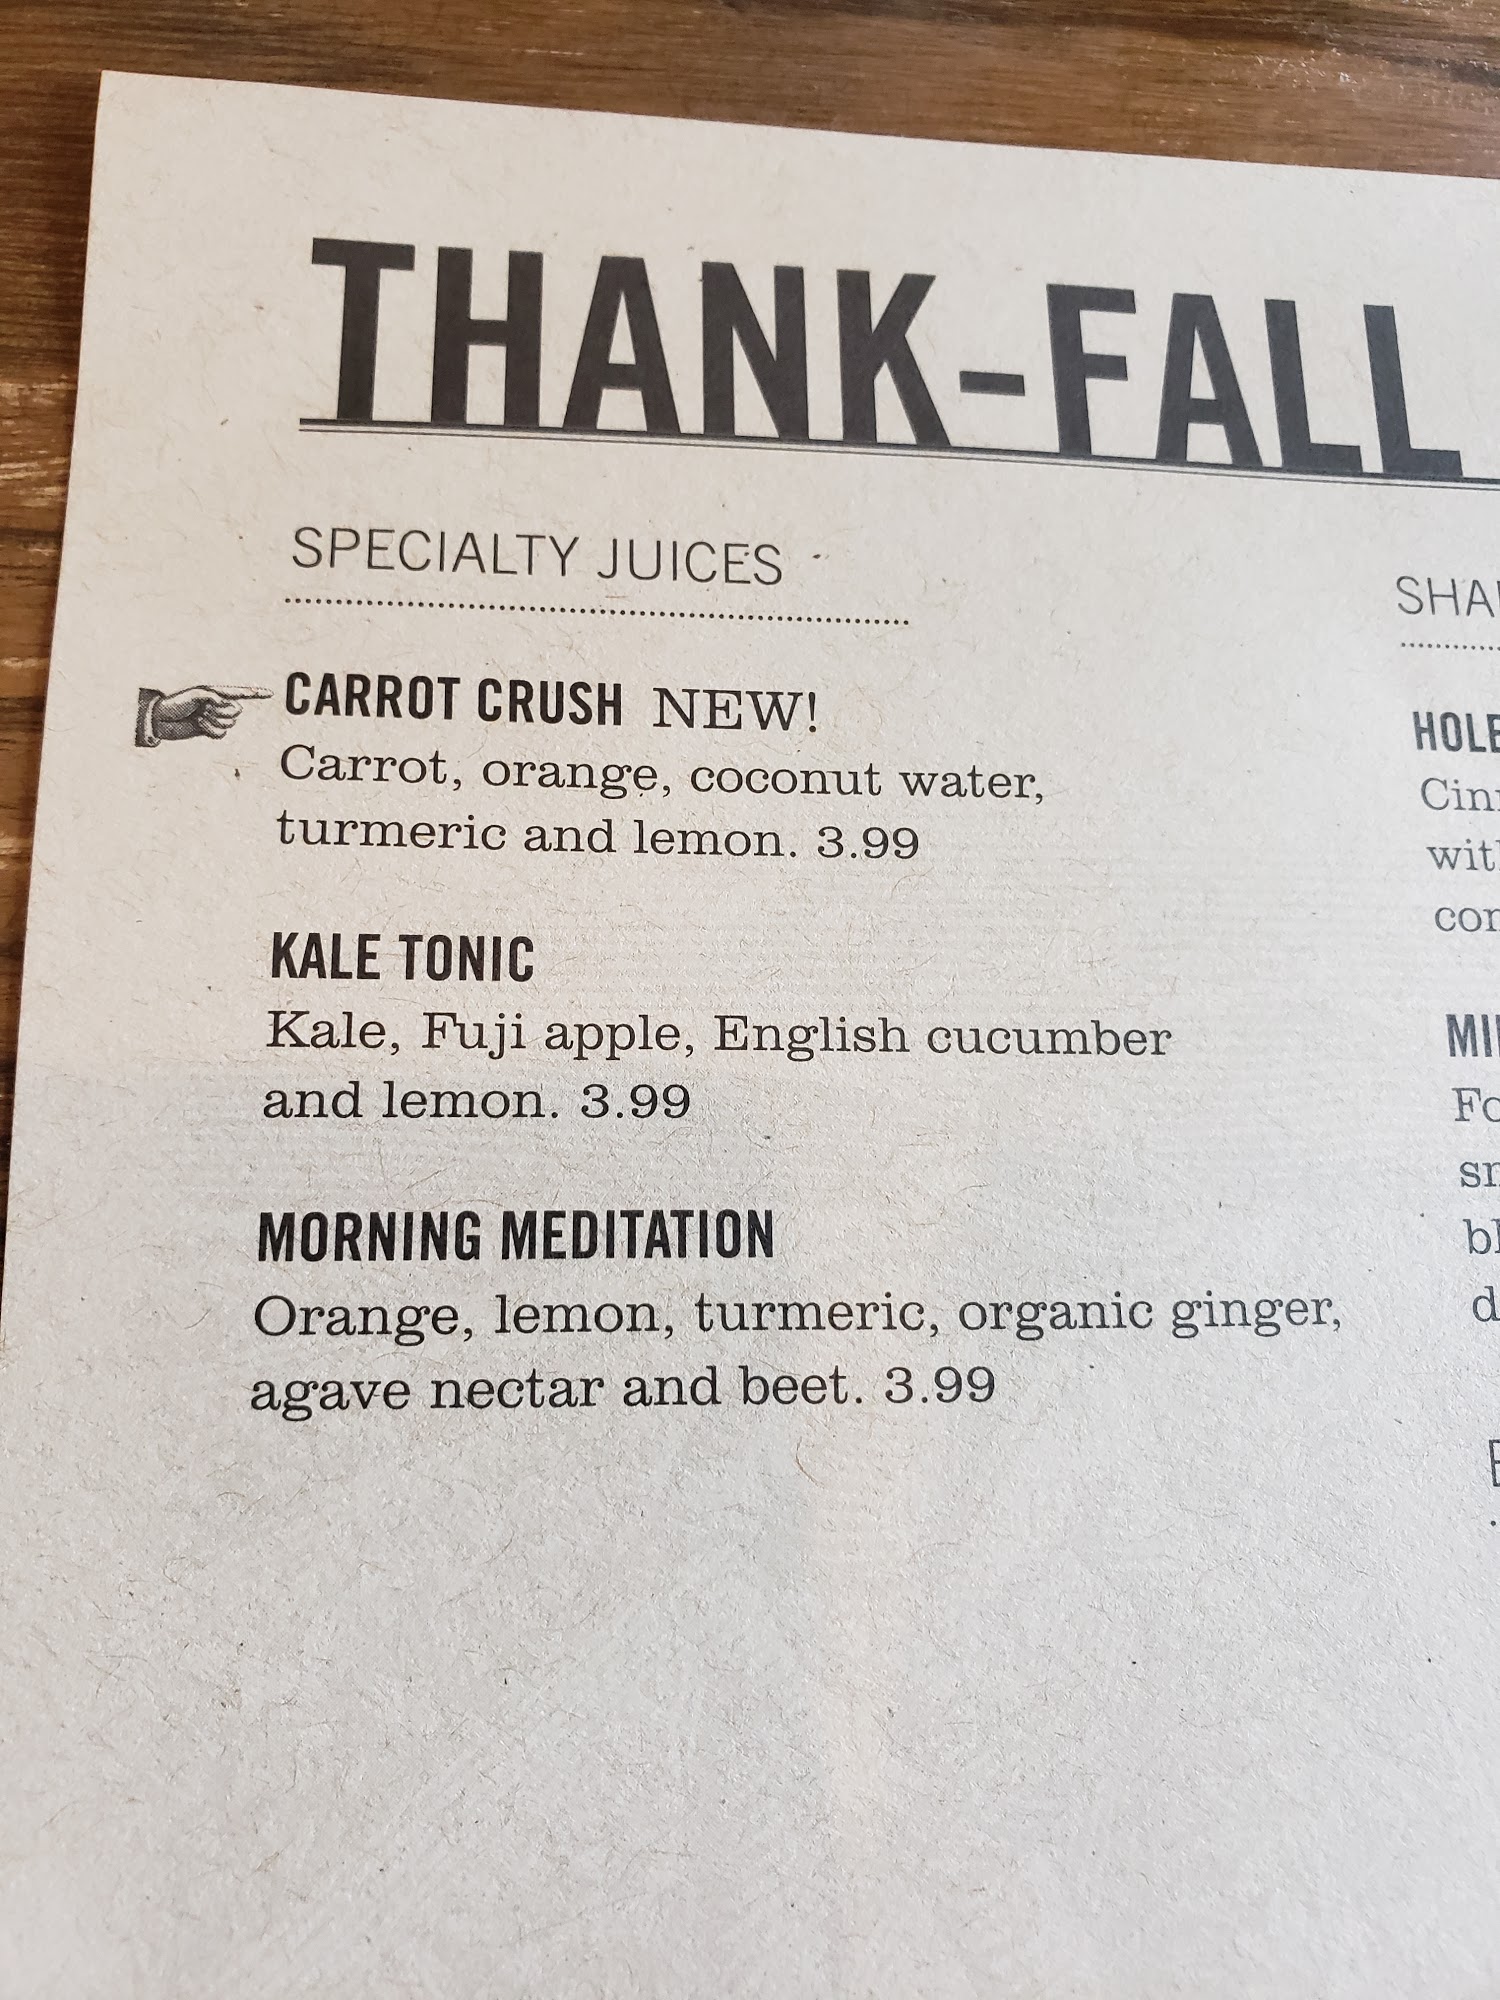 THANK-FALL
SPECIALTY JUICES
CARROT CRUSH NEW!
Carrot, orange, coconut water,
turmeric and lemon. 3.99
KALE TONIC
Kale, Fuji apple, English cucumber
and lemon. 3.99
MORNING MEDITATION
Orange, lemon, turmeric, organic ginger,
agave nectar and beet. 3.99